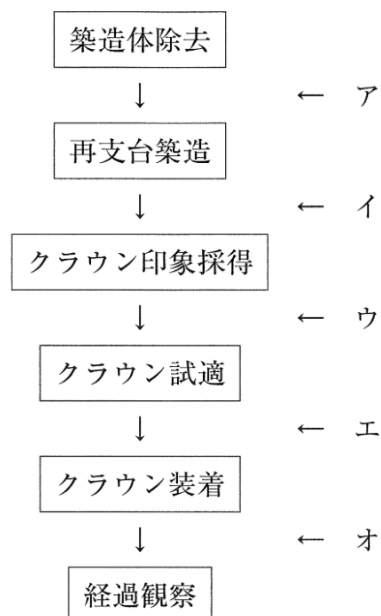 築造体除去
↓ ← ア
再支台築造
↓ ← イ
クラウン印象採得
↓ ← ウ
クラウン試適
↓ ← エ
クラウン装着
↓ ← オ
経過観察